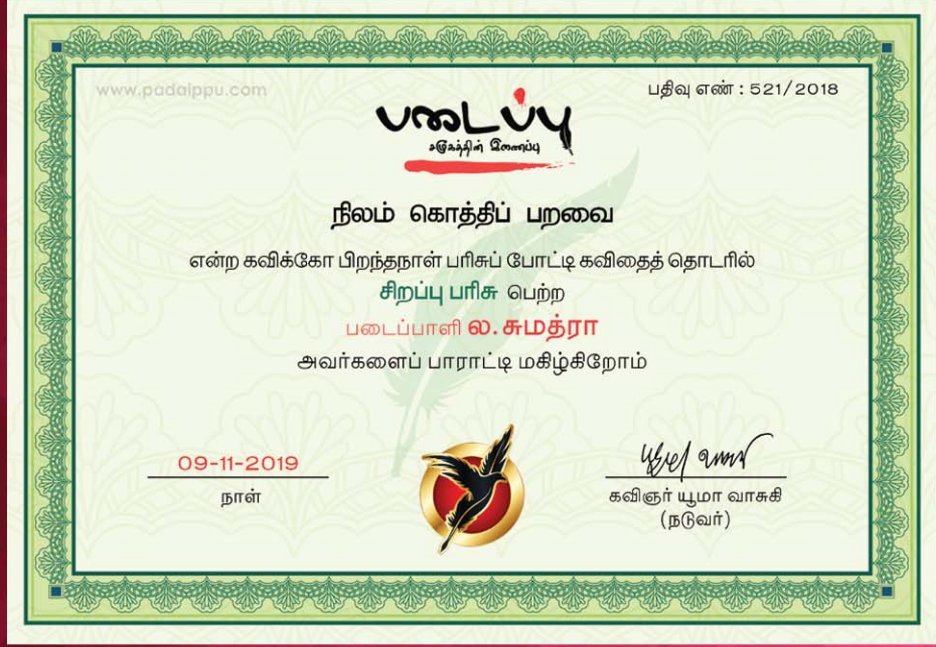 www.padaippu.com
பதிவு எண் : 521/2018
படைப்பு
சமூகத்தின் இணைப்பு
நிலம் கொத்திப் பறவை
என்ற கவிக்கோ பிறந்தநாள் பரிசுப் போட்டி கவிதைத் தொடரில்
சிறப்பு பரிசு பெற்ற
படைப்பாளி ல.சுமத்ரா
அவர்களைப் பாராட்டி மகிழ்கிறோம்
09-11-2019
நாள்
கவிஞர் யூமா வாசுகி
(நடுவர்)